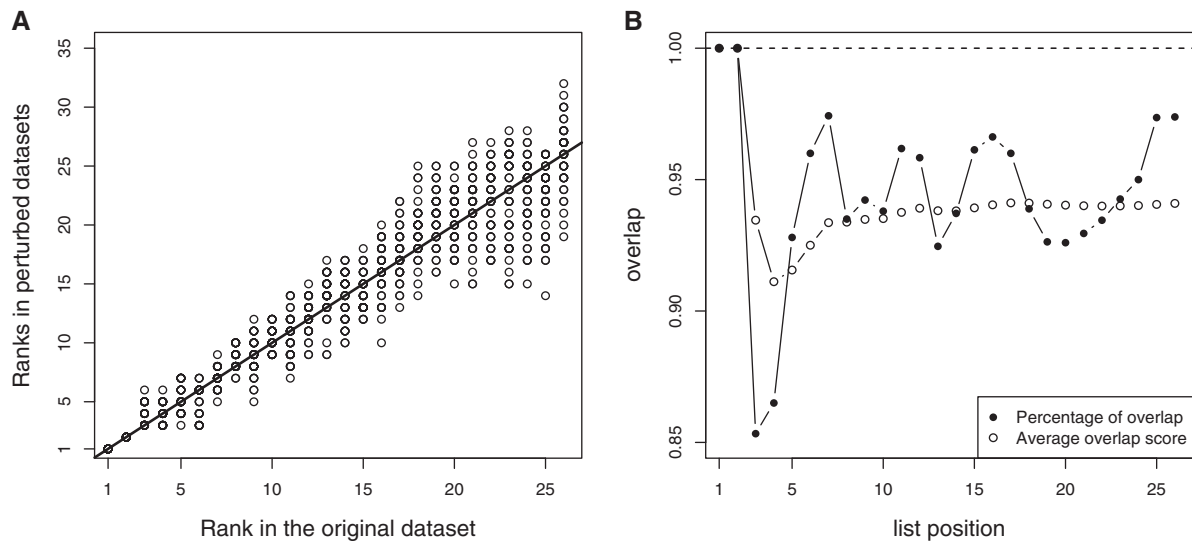 A
35
30
25
20
15
10
5
1
Ranks in perturbed datasets
1 5 10 15 20 25
Rank in the original dataset
B
1.00
0.95
0.90
0.85
overlap
Percentage of overlap
Average overlap score
1 5 10 15 20 25
list position